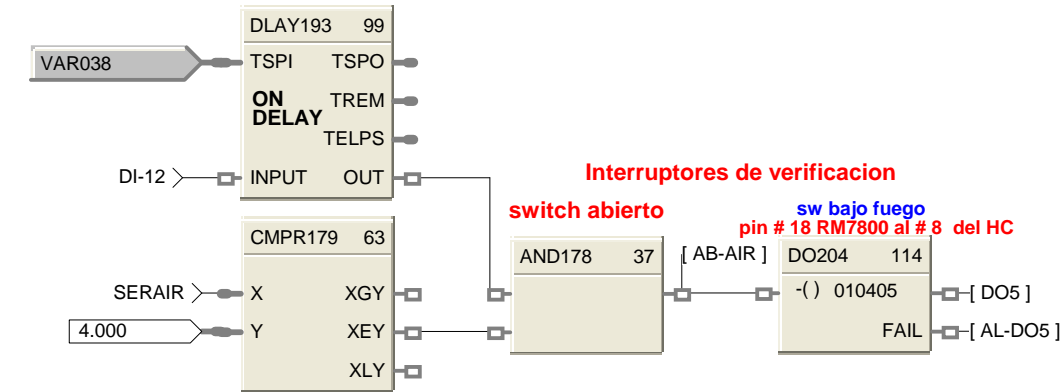 DLAY193 99
VAR038
TSPI TSPO
ON DELAY
TREM
TELPS
DI-12
INPUT OUT
Interruptores de verificacion
switch abierto
sw bajo fuego
pin # 18 RM7800 al # 8 del HC
CMPR179 63
AND178 37
[ AB-AIR ]
DO204 114
SERAIR
X XGY
-( ) 010405
[ DO5 ]
4.000
Y XEY
FAIL
[ AL-DO5 ]
XLY